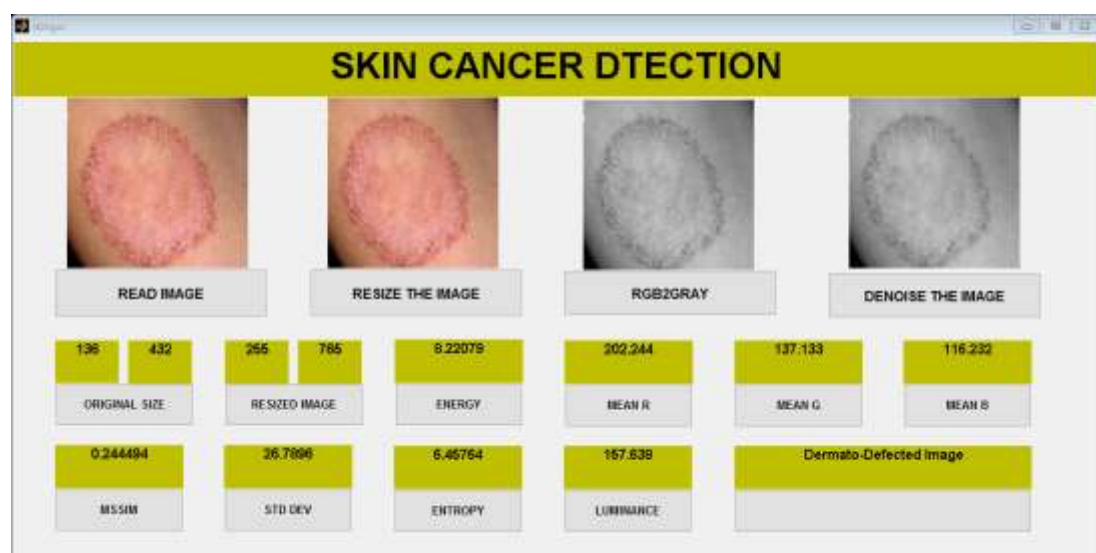 SKIN CANCER DTECTION
READ IMAGE
RESIZE THE IMAGE
RGB2GRAY
DENOISE THE IMAGE
136 432 255 765 8.22079 202.244 137.133 116.232
ORIGINAL SIZE RESIZED IMAGE ENERGY MEAN R MEAN G MEAN B
0.244494 26.7896 6.45764 157.639 Dermato-Defected Image
MSSIM STD DEV ENTROPY LUMINANCE